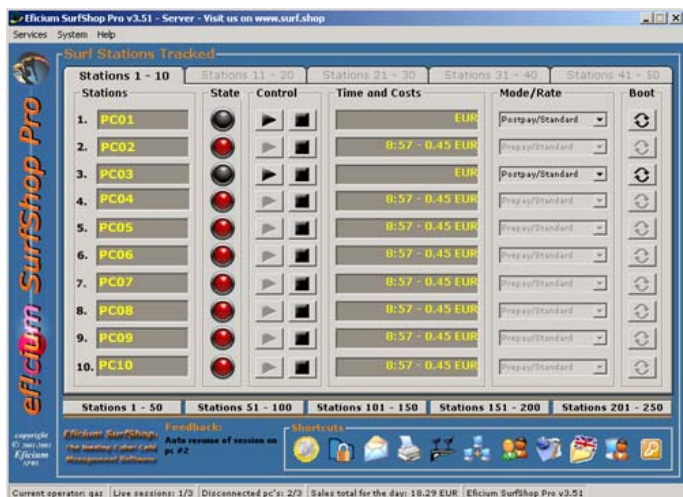 Eficium SurfShop Pro v3.51 - Server - Visit us on www.surf.shop
Services System Help
Surf Stations Tracked
Stations 1 - 10 Stations 11 - 20 Stations 21 - 30 Stations 31 - 40 Stations 41 - 50
Stations State Control Time and Costs Mode/Rate Boot
1. PC01 EUR Postpay/Standard
2. PC02 8:57 - 0.45 EUR Prepay/Standard
3. PC03 EUR Postpay/Standard
4. PC04 8:57 - 0.45 EUR Prepay/Standard
5. PC05 8:57 - 0.45 EUR Prepay/Standard
6. PC06 8:57 - 0.45 EUR Prepay/Standard
7. PC07 8:57 - 0.45 EUR Prepay/Standard
8. PC08 8:57 - 0.45 EUR Prepay/Standard
9. PC09 8:57 - 0.45 EUR Prepay/Standard
10. PC10 8:57 - 0.45 EUR Prepay/Standard
Stations 1 - 50 Stations 51 - 100 Stations 101 - 150 Stations 151 - 200 Stations 201 - 250
eficium SurfShop Pro
copyright
Eficium
SPRL
Eficium SurfShop,
The leading Cyber Café
Management Software
Feedback:
Auto resume of session on
pc #2
Shortcuts
Current operator: gaz Live sessions: 1/3 Disconnected pc's: 2/3 Sales total for the day: 18.29 EUR Eficium SurfShop Pro v3.51